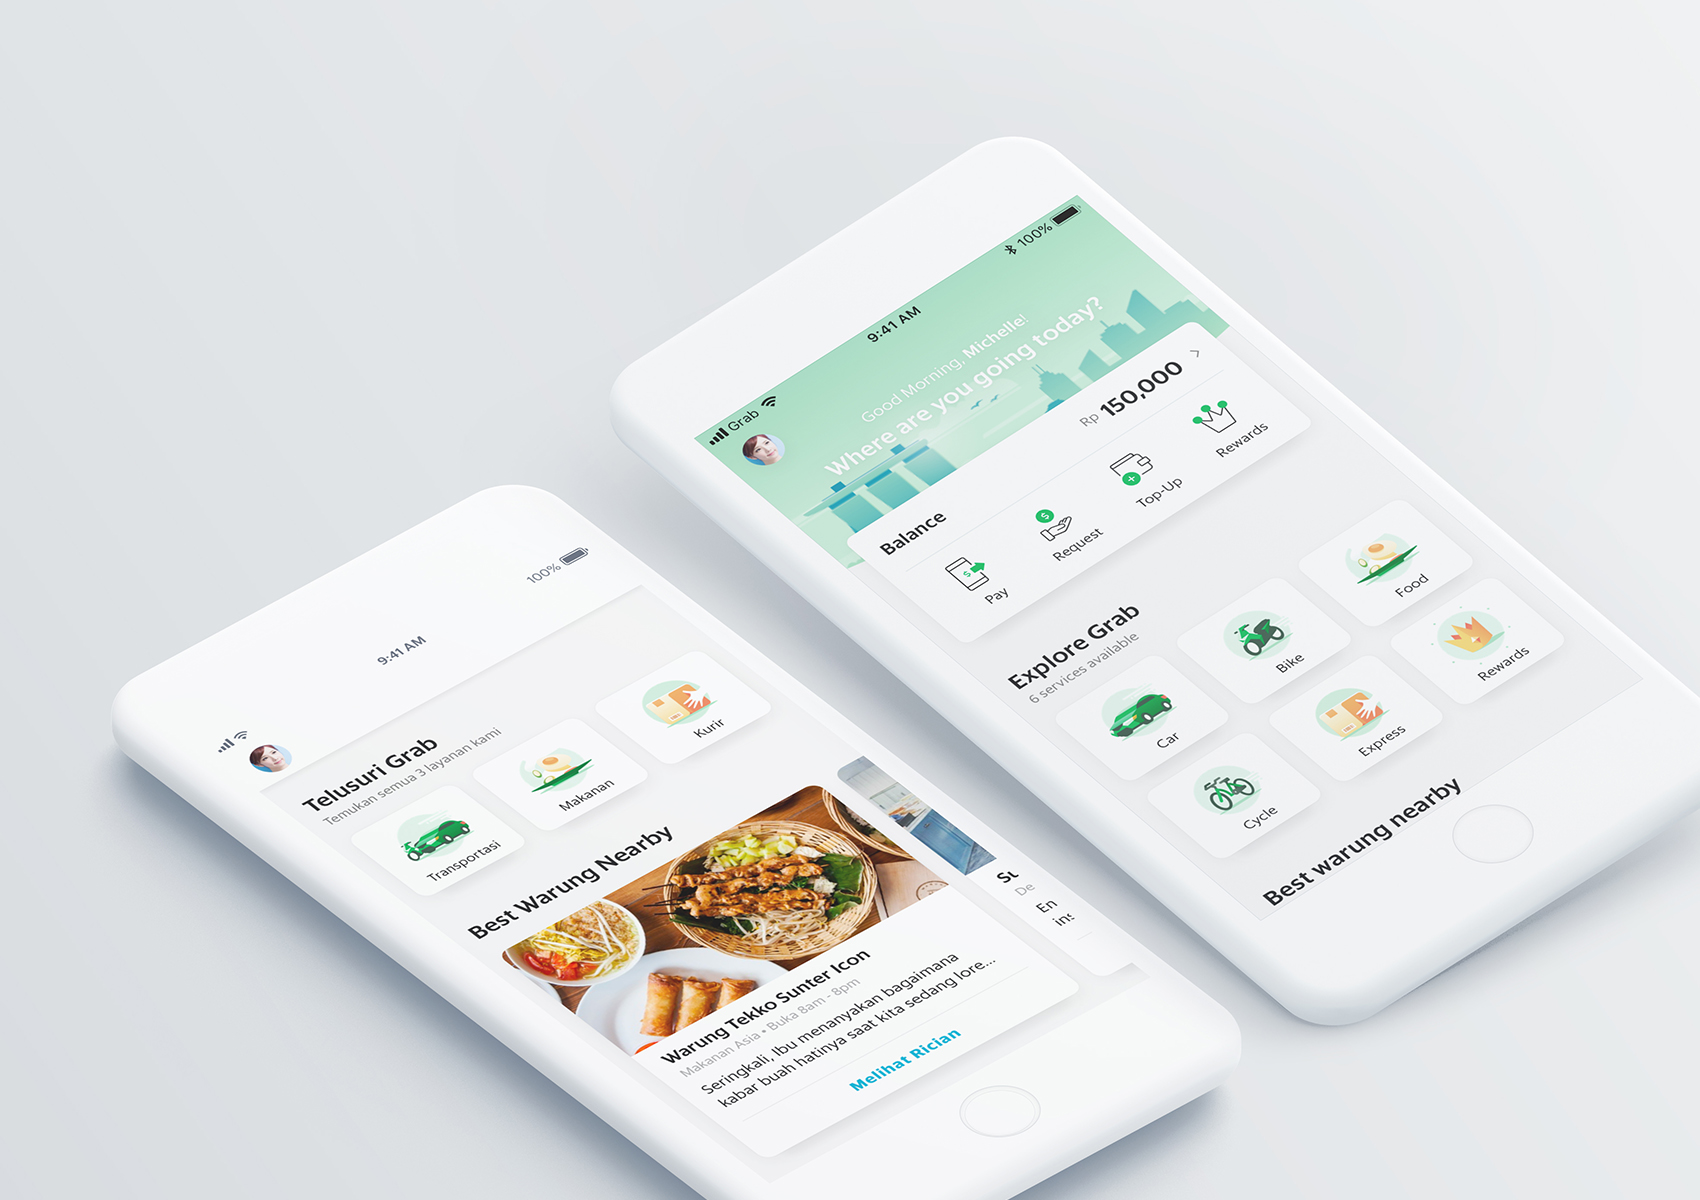 100%
9:41 AM
Telusuri Grab
Temukan semua 3 layanan kami
Transportasi
Makanan
Kurir
Best Warung Nearby
Warung Tekko Sunter Icon
Makanan Asia • Buka 8am - 8pm
Seringkali, Ibu menanyakan bagaimana
kabar buah hatinya saat kita sedang lore...
Melihat Rician
De
En
Grab
9:41 AM
100%
Good Morning, Michelle!
Where are you going today?
Balance
Rp 150,000
Pay
Request
Top-Up
Rewards
Explore Grab
6 services available
Car
Bike
Food
Cycle
Express
Rewards
Best warung nearby